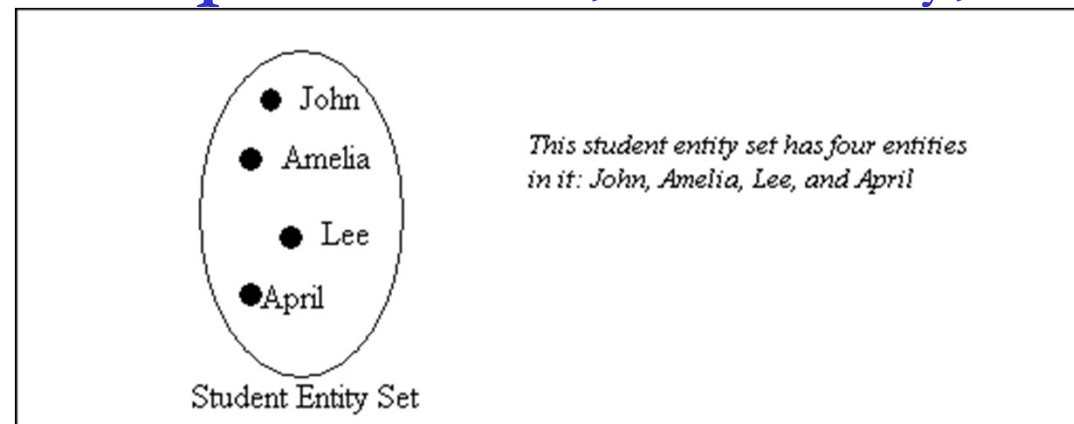 John
Amelia
This student entity set has four entities
in it: John, Amelia, Lee, and April
Lee
April
Student Entity Set